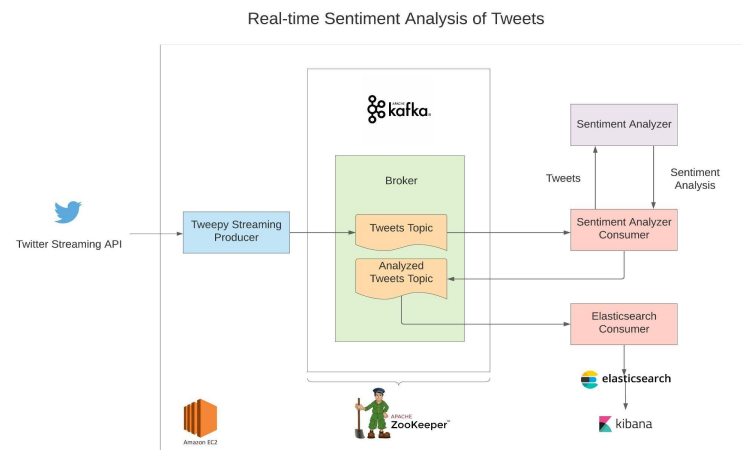 Real-time Sentiment Analysis of Tweets
APACHE
kafka®
Sentiment Analyzer
Broker
Tweets
Sentiment
Analysis
Twitter Streaming API
Tweepy Streaming
Producer
Tweets Topic
Sentiment Analyzer
Consumer
Analyzed
Tweets Topic
Elasticsearch
Consumer
elasticsearch
Amazon EC2
APACHE
ZooKeeper™
kibana